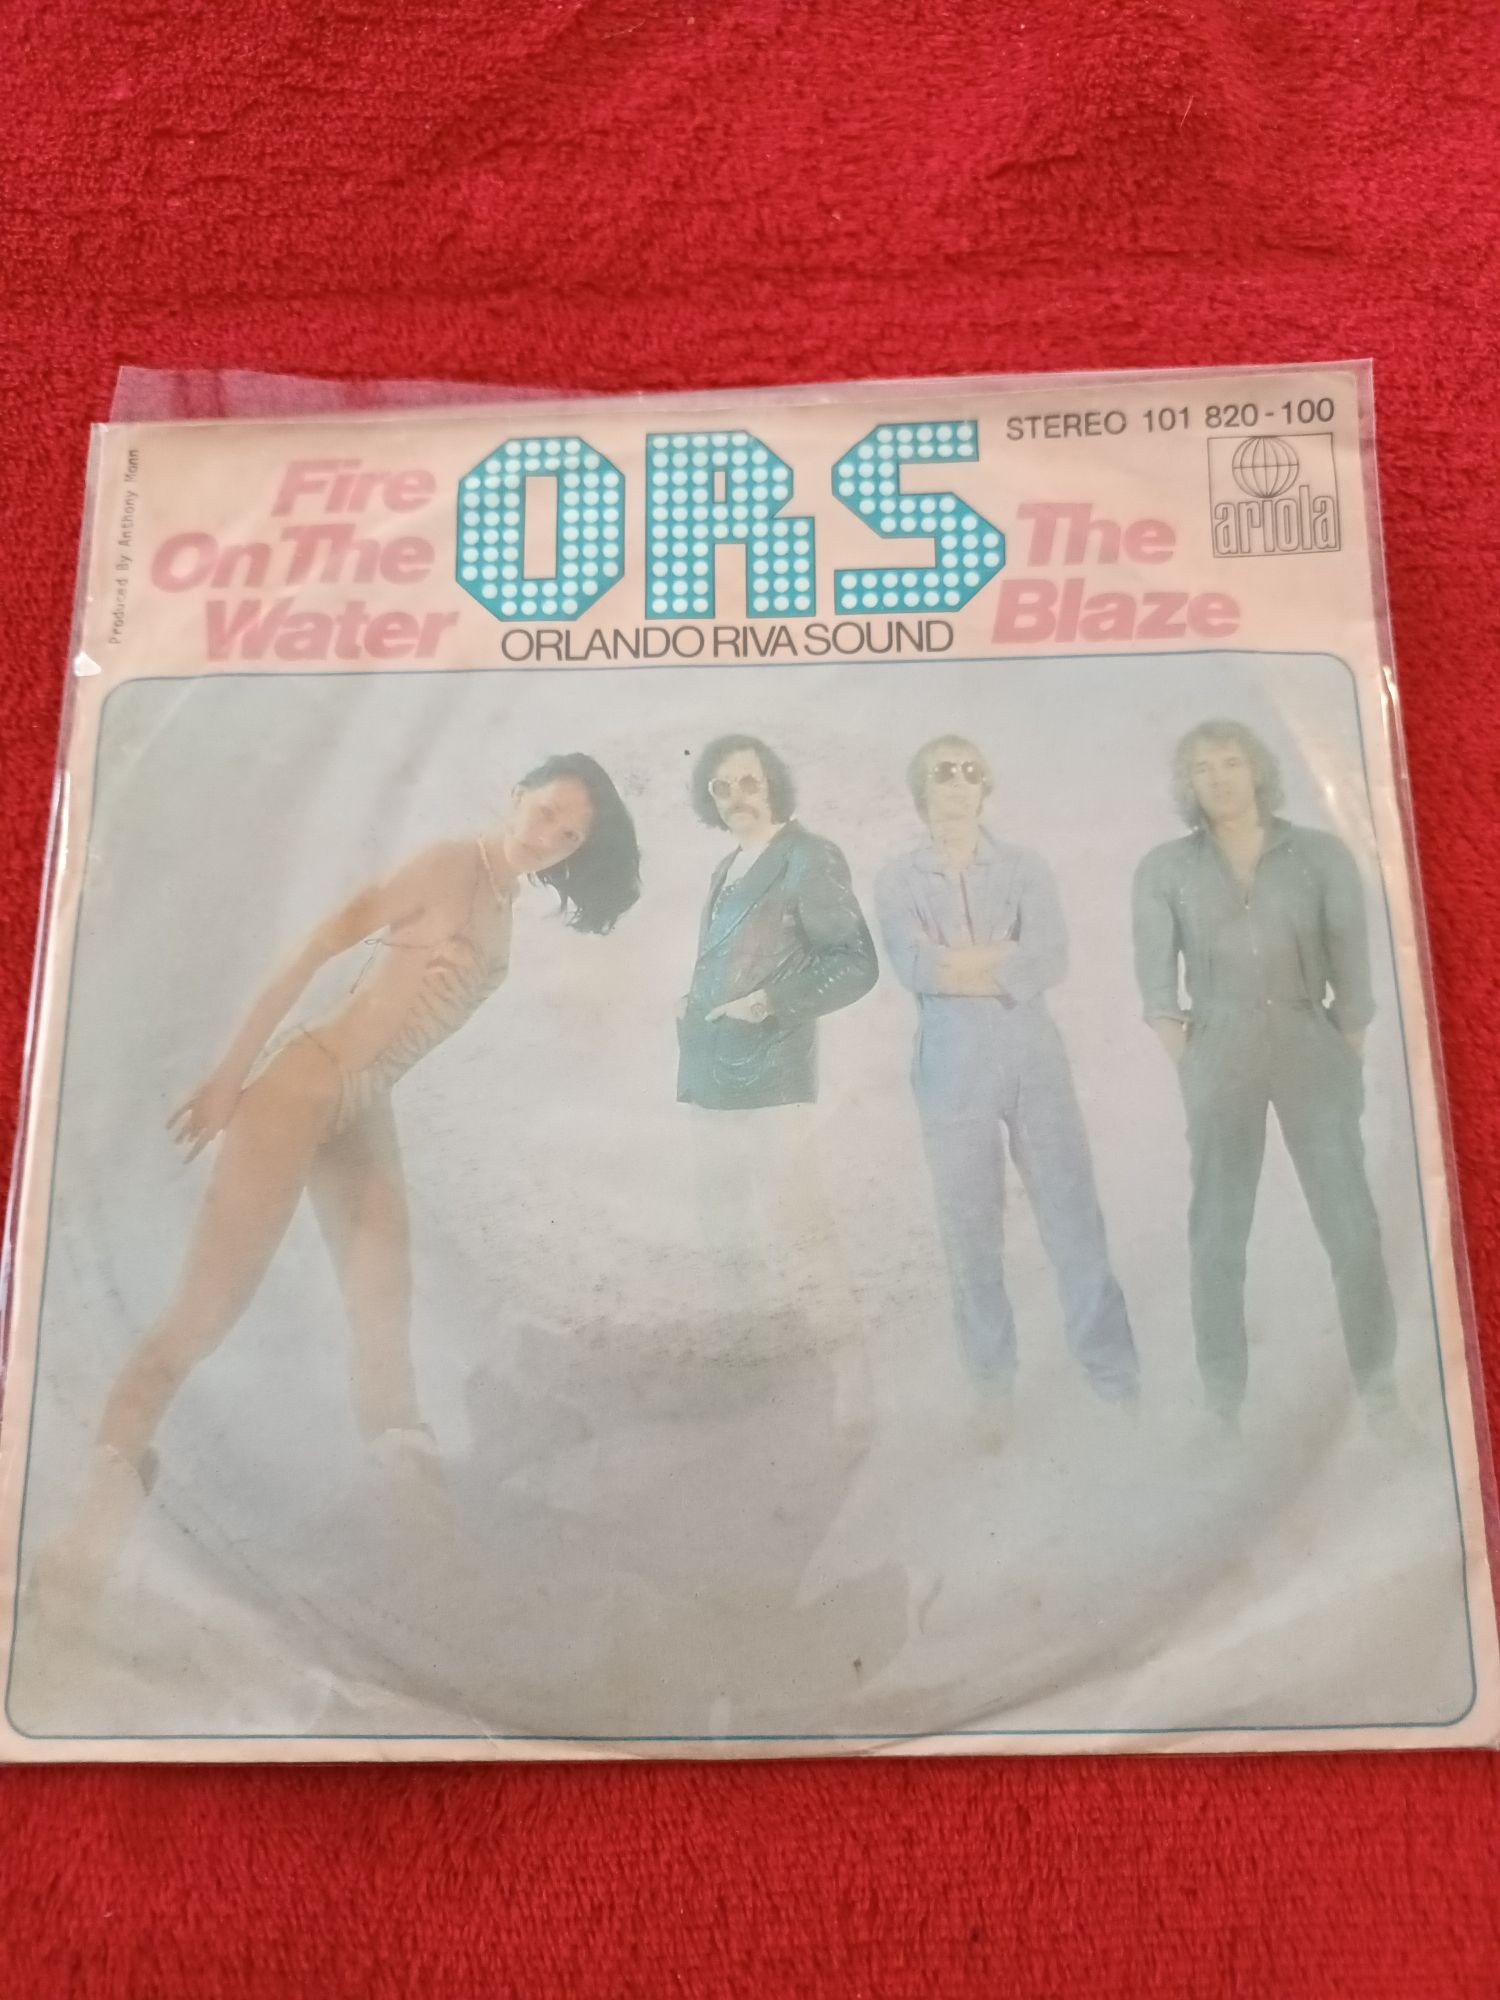 STEREO 101 820-100
ariola
Produced By Anthony Monn
Fire
On The
Water
ORS
ORLANDO RIVA SOUND
The
Blaze